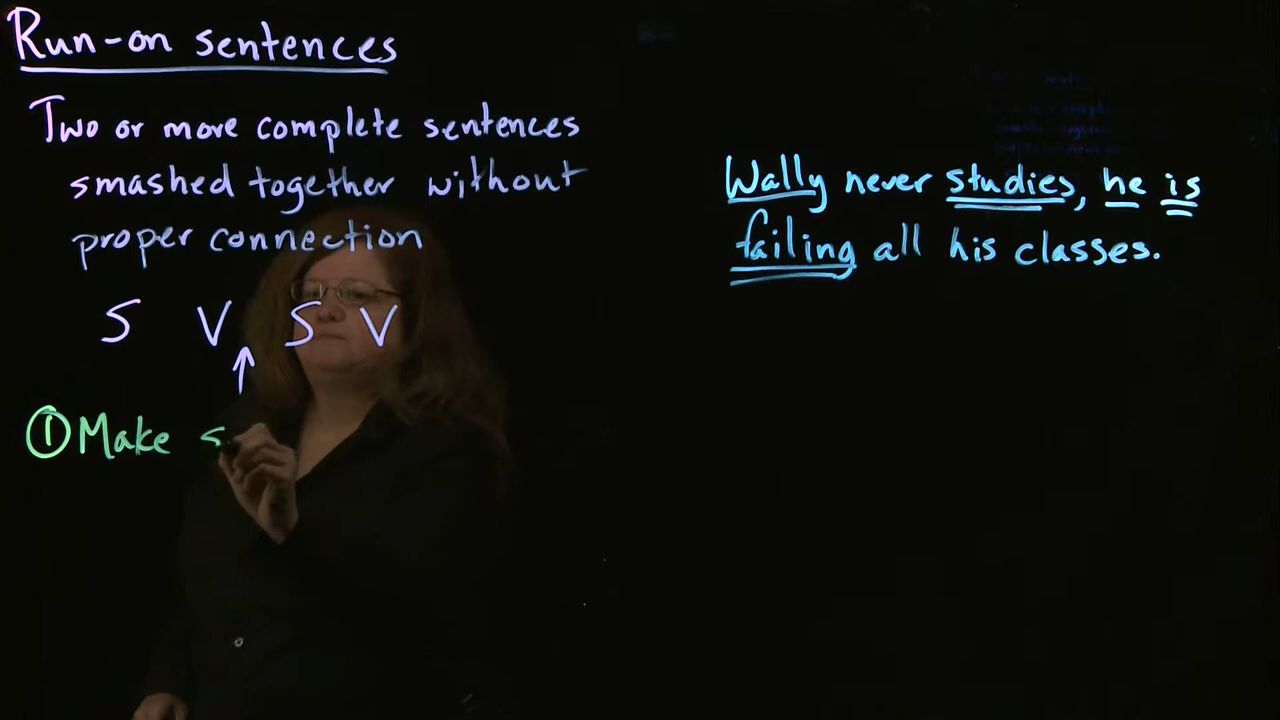 Run-on sentences
Two or more complete sentences
smashed together without
proper connection
S V S V
① Make s
Wally never studies, he is
failing all his classes.